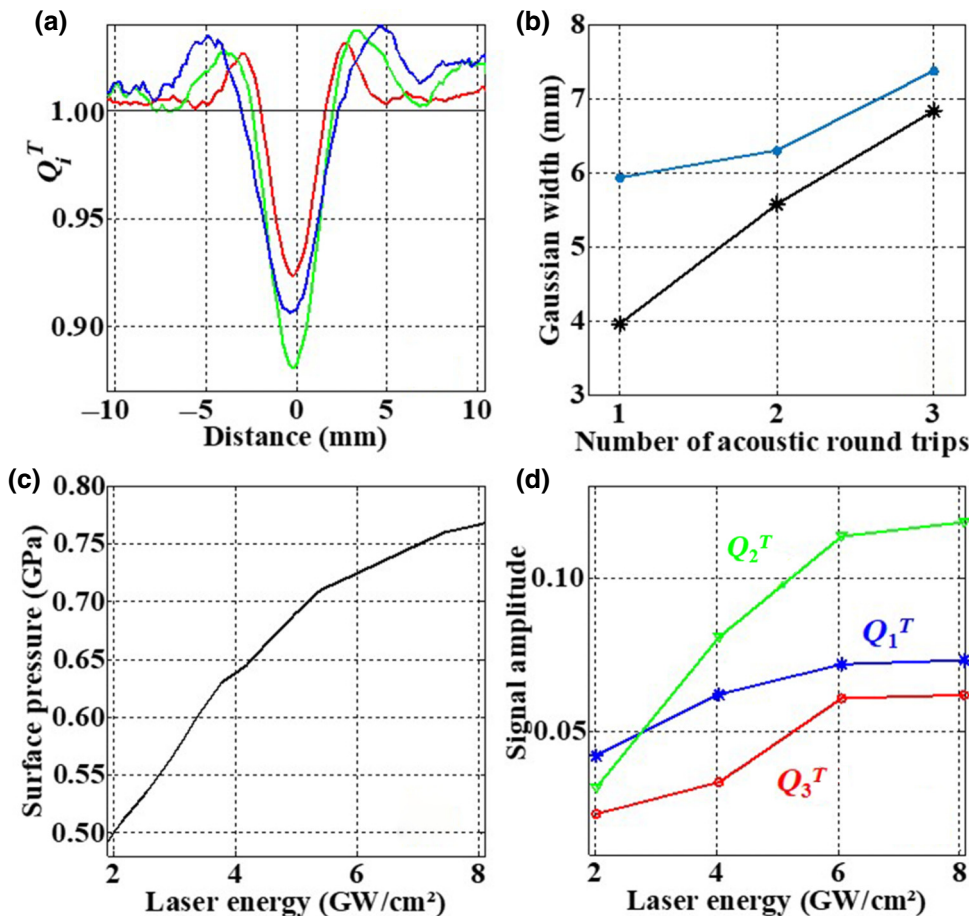 (a)
1.00
0.95
0.90
Q_i^T
−10 −5 0 5 10
Distance (mm)
(b)
8
7
6
5
4
3
Gaussian width (mm)
1 2 3
Number of acoustic round trips
(c)
0.80
0.75
0.70
0.65
0.60
0.55
0.50
Surface pressure (GPa)
2 4 6 8
Laser energy (GW/cm²)
(d)
0.10
0.05
Signal amplitude
Q_2^T
Q_1^T
Q_3^T
2 4 6 8
Laser energy (GW/cm²)